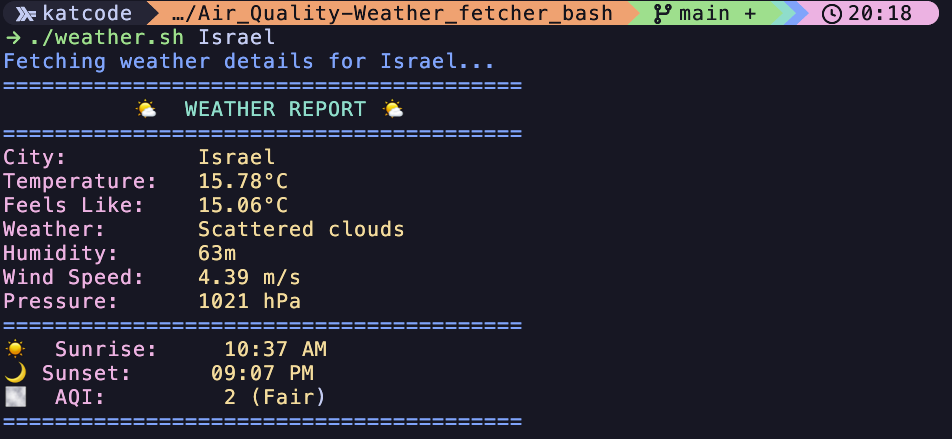 katcode …/Air_Quality-Weather_fetcher_bash main + 20:18
→ ./weather.sh Israel
Fetching weather details for Israel...
========================================
🌤️ WEATHER REPORT 🌤️
========================================
City: Israel
Temperature: 15.78°C
Feels Like: 15.06°C
Weather: Scattered clouds
Humidity: 63m
Wind Speed: 4.39 m/s
Pressure: 1021 hPa
========================================
☀️ Sunrise: 10:37 AM
🌙 Sunset: 09:07 PM
🌫️ AQI: 2 (Fair)
========================================